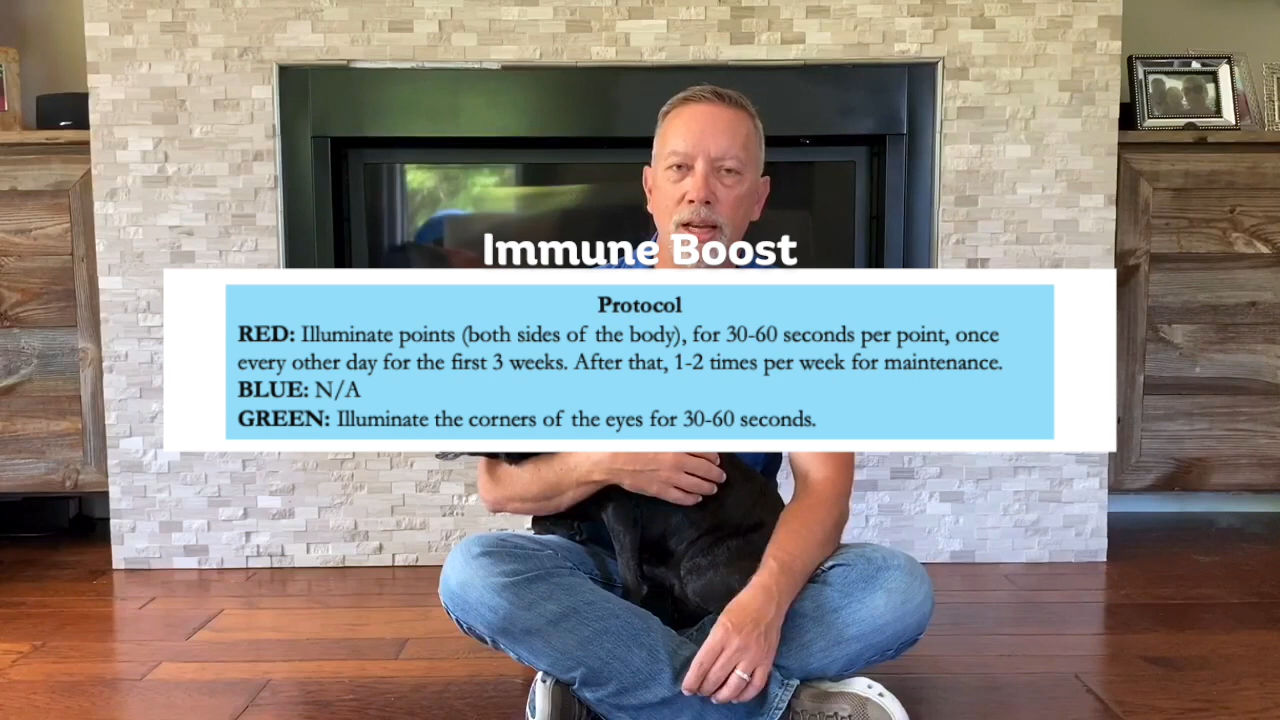 Immune Boost
Protocol
RED: Illuminate points (both sides of the body), for 30-60 seconds per point, once
every other day for the first 3 weeks. After that, 1-2 times per week for maintenance.
BLUE: N/A
GREEN: Illuminate the corners of the eyes for 30-60 seconds.